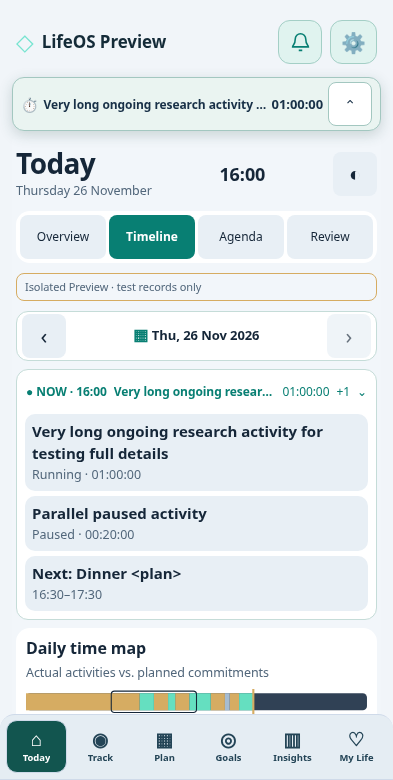 LifeOS Preview
Very long ongoing research activity ... 01:00:00
Today
Thursday 26 November
16:00
Overview Timeline Agenda Review
Isolated Preview · test records only
Thu, 26 Nov 2026
NOW · 16:00 Very long ongoing resear... 01:00:00 +1
Very long ongoing research activity for
testing full details
Running · 01:00:00
Parallel paused activity
Paused · 00:20:00
Next: Dinner <plan>
16:30–17:30
Daily time map
Actual activities vs. planned commitments
Today Track Plan Goals Insights My Life